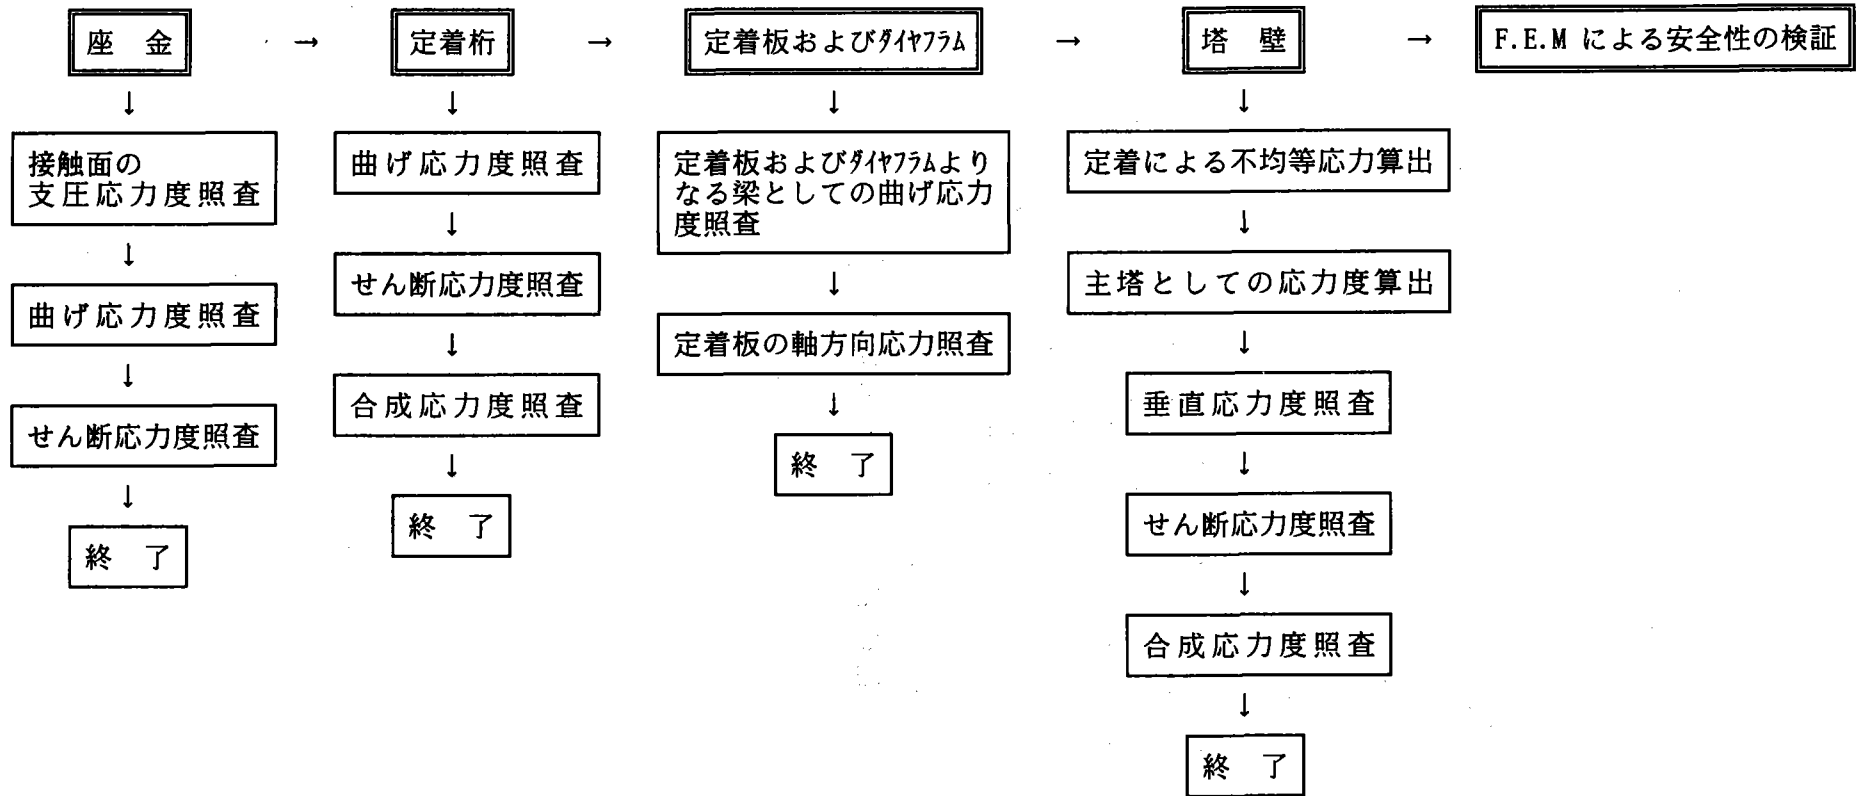 座　金 → 定着桁 → 定着板およびﾀﾞｲﾔﾌﾗﾑ → 塔　壁 → F.E.M による安全性の検証
↓
接触面の
支圧応力度照査
↓
曲げ応力度照査
↓
せん断応力度照査
↓
終　了
↓
曲げ応力度照査
↓
せん断応力度照査
↓
合成応力度照査
↓
終　了
↓
定着板およびﾀﾞｲﾔﾌﾗﾑより
なる梁としての曲げ応力
度照査
↓
定着板の軸方向応力照査
↓
終　了
↓
定着による不均等応力算出
↓
主塔としての応力度算出
↓
垂直応力度照査
↓
せん断応力度照査
↓
合成応力度照査
↓
終　了